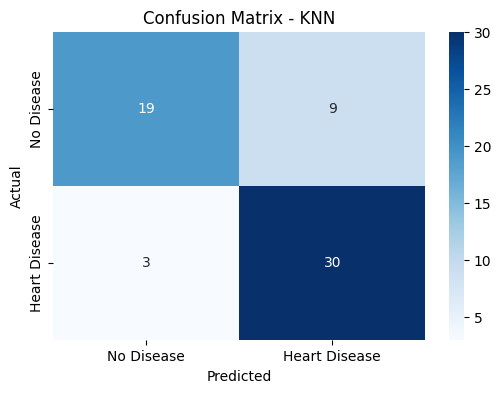 Confusion Matrix - KNN
Actual
No Disease
Heart Disease
19
9
3
30
No Disease
Heart Disease
Predicted
30
25
20
15
10
5